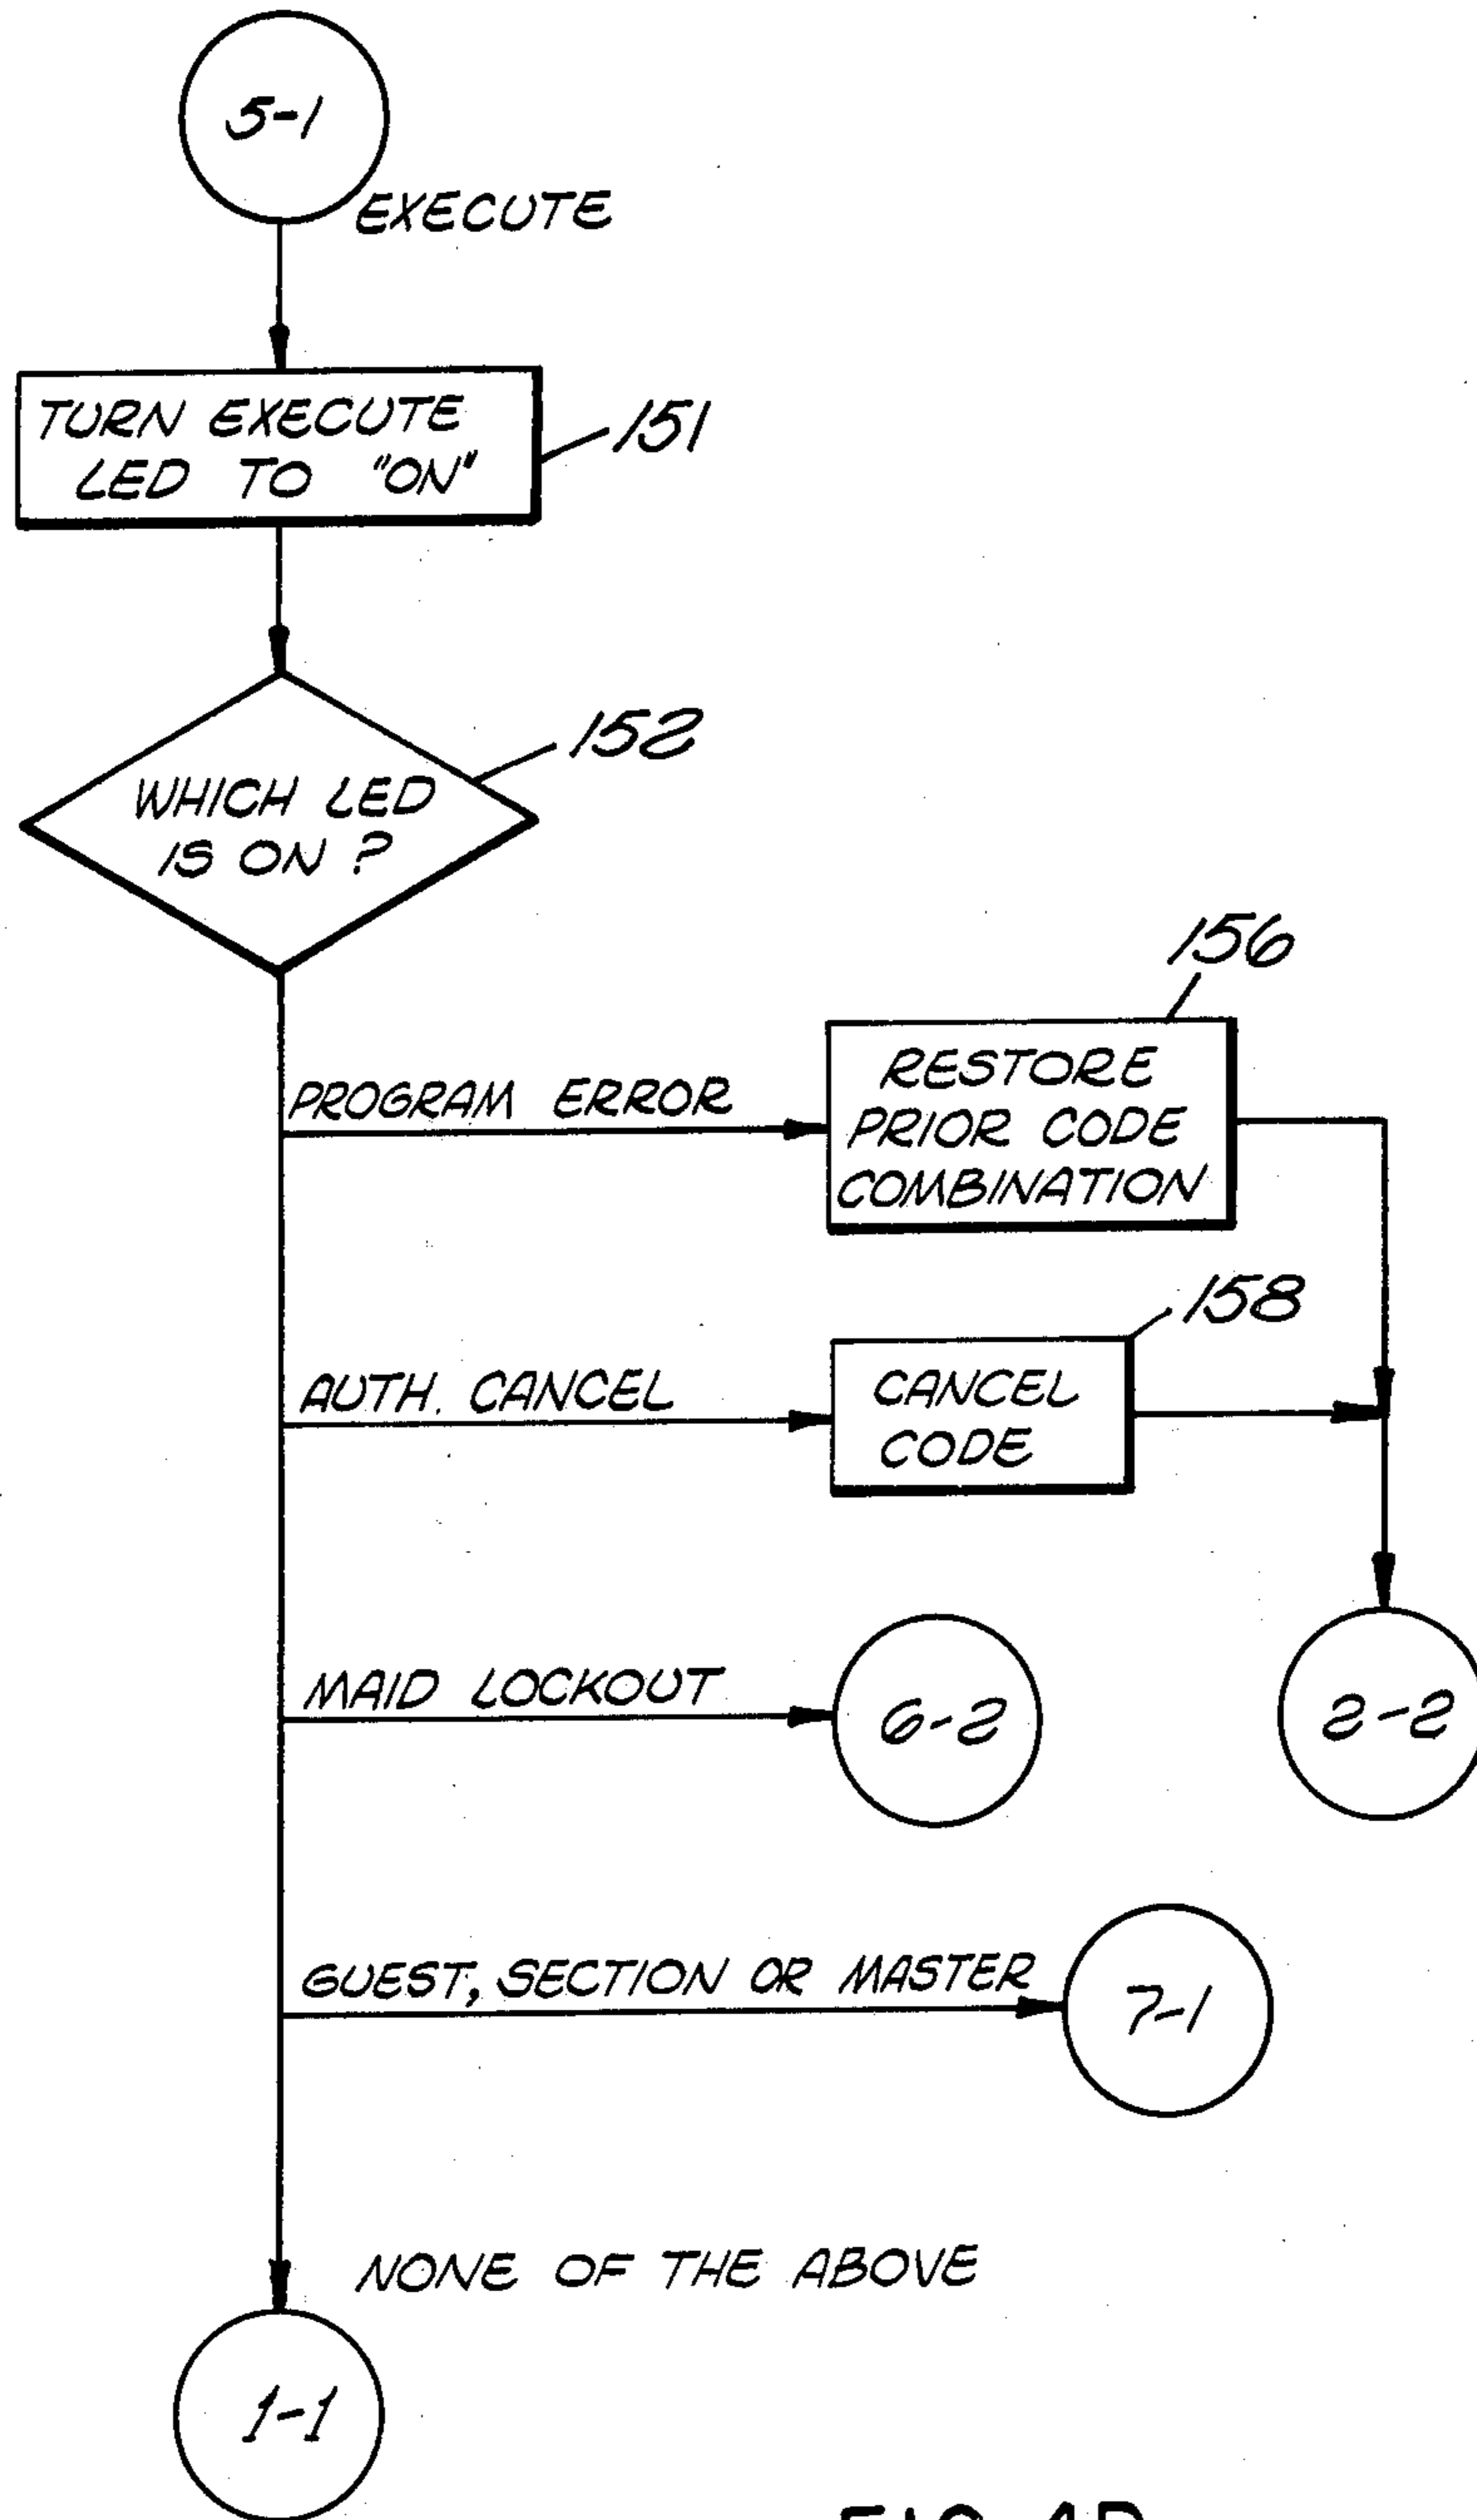 5-1
EXECUTE
TURN EXECUTE
LED TO "ON"
151
WHICH LED
IS ON ?
152
156
PROGRAM ERROR
RESTORE
PRIOR CODE
COMBINATION
158
AUTH. CANCEL
CANCEL
CODE
MAID LOCKOUT
6-2
2-2
GUEST, SECTION OR MASTER
7-1
NONE OF THE ABOVE
1-1